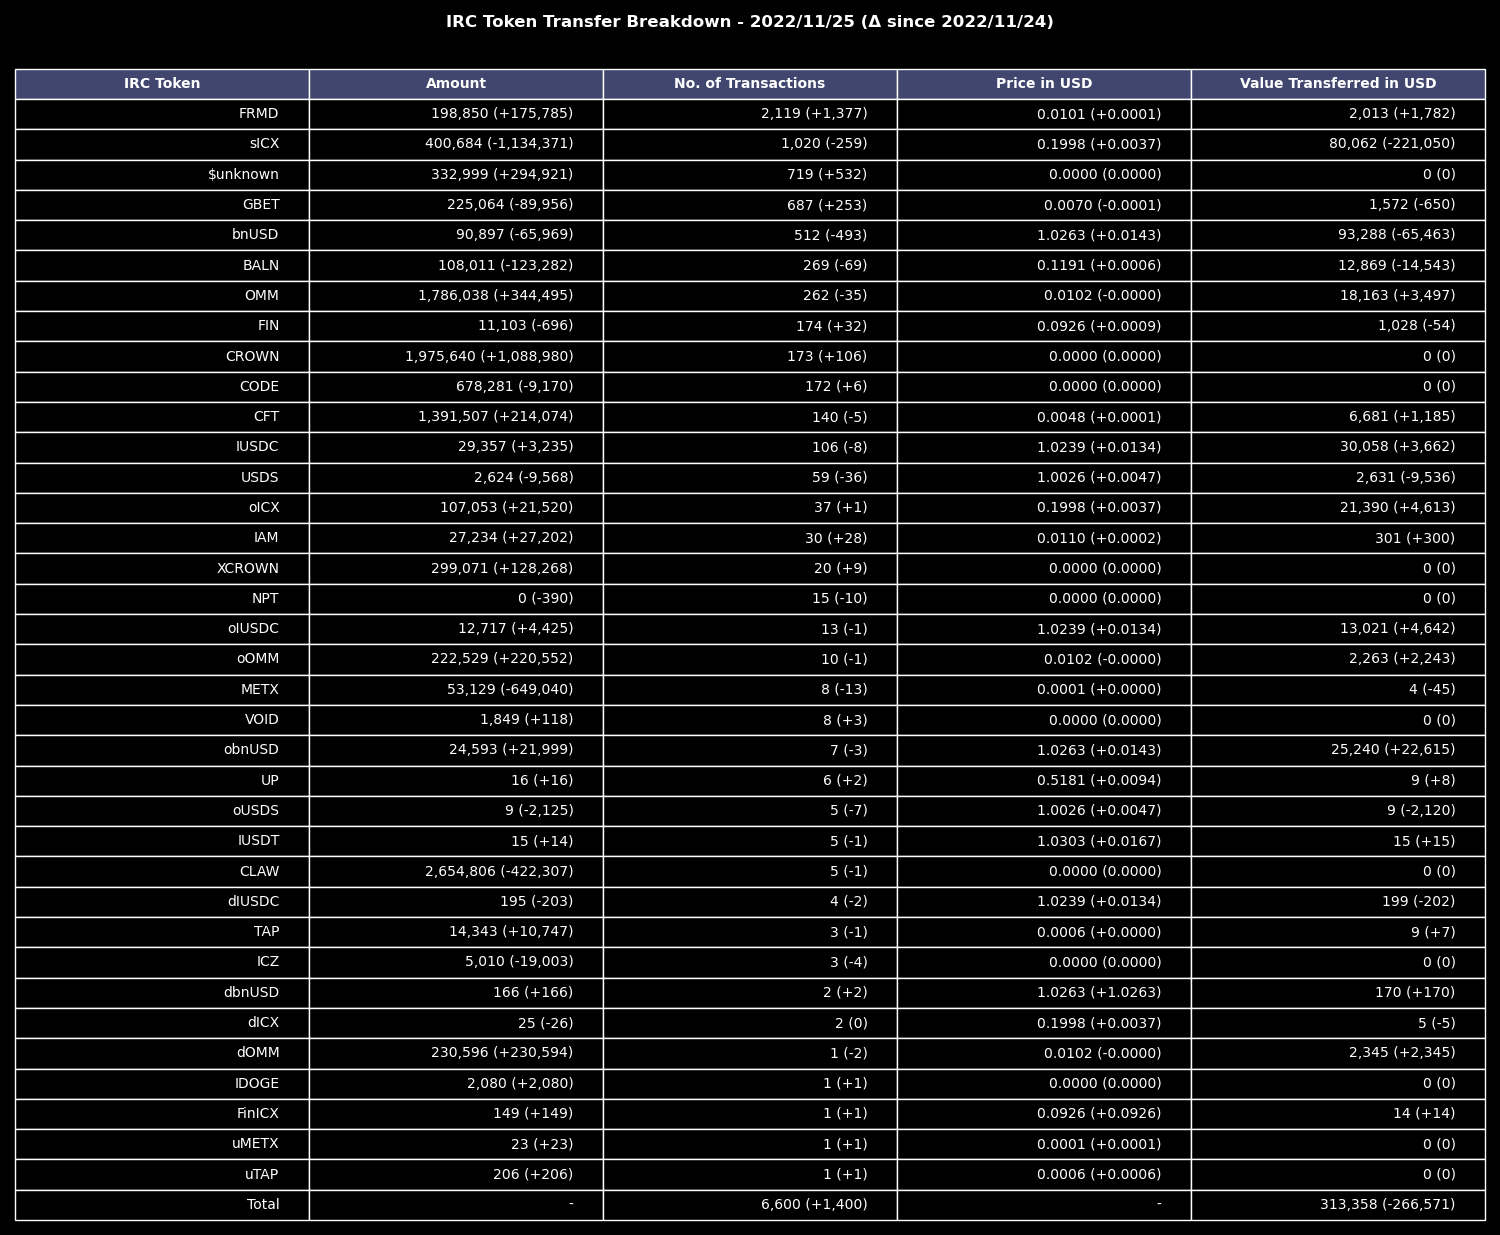 IRC Token Transfer Breakdown - 2022/11/25 (Δ since 2022/11/24)
IRC Token Amount No. of Transactions Price in USD Value Transferred in USD
FRMD 198,850 (+175,785) 2,119 (+1,377) 0.0101 (+0.0001) 2,013 (+1,782)
sICX 400,684 (-1,134,371) 1,020 (-259) 0.1998 (+0.0037) 80,062 (-221,050)
$unknown 332,999 (+294,921) 719 (+532) 0.0000 (0.0000) 0 (0)
GBET 225,064 (-89,956) 687 (+253) 0.0070 (-0.0001) 1,572 (-650)
bnUSD 90,897 (-65,969) 512 (-493) 1.0263 (+0.0143) 93,288 (-65,463)
BALN 108,011 (-123,282) 269 (-69) 0.1191 (+0.0006) 12,869 (-14,543)
OMM 1,786,038 (+344,495) 262 (-35) 0.0102 (-0.0000) 18,163 (+3,497)
FIN 11,103 (-696) 174 (+32) 0.0926 (+0.0009) 1,028 (-54)
CROWN 1,975,640 (+1,088,980) 173 (+106) 0.0000 (0.0000) 0 (0)
CODE 678,281 (-9,170) 172 (+6) 0.0000 (0.0000) 0 (0)
CFT 1,391,507 (+214,074) 140 (-5) 0.0048 (+0.0001) 6,681 (+1,185)
IUSDC 29,357 (+3,235) 106 (-8) 1.0239 (+0.0134) 30,058 (+3,662)
USDS 2,624 (-9,568) 59 (-36) 1.0026 (+0.0047) 2,631 (-9,536)
oICX 107,053 (+21,520) 37 (+1) 0.1998 (+0.0037) 21,390 (+4,613)
IAM 27,234 (+27,202) 30 (+28) 0.0110 (+0.0002) 301 (+300)
XCROWN 299,071 (+128,268) 20 (+9) 0.0000 (0.0000) 0 (0)
NPT 0 (-390) 15 (-10) 0.0000 (0.0000) 0 (0)
oIUSDC 12,717 (+4,425) 13 (-1) 1.0239 (+0.0134) 13,021 (+4,642)
oOMM 222,529 (+220,552) 10 (-1) 0.0102 (-0.0000) 2,263 (+2,243)
METX 53,129 (-649,040) 8 (-13) 0.0001 (+0.0000) 4 (-45)
VOID 1,849 (+118) 8 (+3) 0.0000 (0.0000) 0 (0)
obnUSD 24,593 (+21,999) 7 (-3) 1.0263 (+0.0143) 25,240 (+22,615)
UP 16 (+16) 6 (+2) 0.5181 (+0.0094) 9 (+8)
oUSDS 9 (-2,125) 5 (-7) 1.0026 (+0.0047) 9 (-2,120)
IUSDT 15 (+14) 5 (-1) 1.0303 (+0.0167) 15 (+15)
CLAW 2,654,806 (-422,307) 5 (-1) 0.0000 (0.0000) 0 (0)
dIUSDC 195 (-203) 4 (-2) 1.0239 (+0.0134) 199 (-202)
TAP 14,343 (+10,747) 3 (-1) 0.0006 (+0.0000) 9 (+7)
ICZ 5,010 (-19,003) 3 (-4) 0.0000 (0.0000) 0 (0)
dbnUSD 166 (+166) 2 (+2) 1.0263 (+1.0263) 170 (+170)
dICX 25 (-26) 2 (0) 0.1998 (+0.0037) 5 (-5)
dOMM 230,596 (+230,594) 1 (-2) 0.0102 (-0.0000) 2,345 (+2,345)
IDOGE 2,080 (+2,080) 1 (+1) 0.0000 (0.0000) 0 (0)
FinICX 149 (+149) 1 (+1) 0.0926 (+0.0926) 14 (+14)
uMETX 23 (+23) 1 (+1) 0.0001 (+0.0001) 0 (0)
uTAP 206 (+206) 1 (+1) 0.0006 (+0.0006) 0 (0)
Total - 6,600 (+1,400) - 313,358 (-266,571)